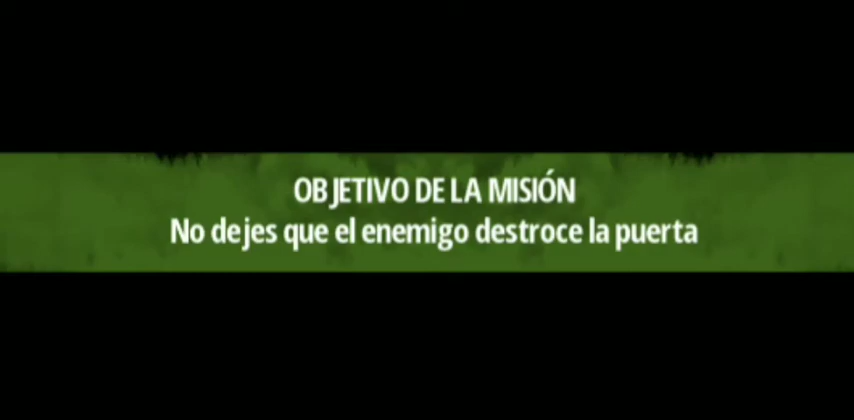 OBJETIVO DE LA MISIÓN
No dejes que el enemigo destroce la puerta